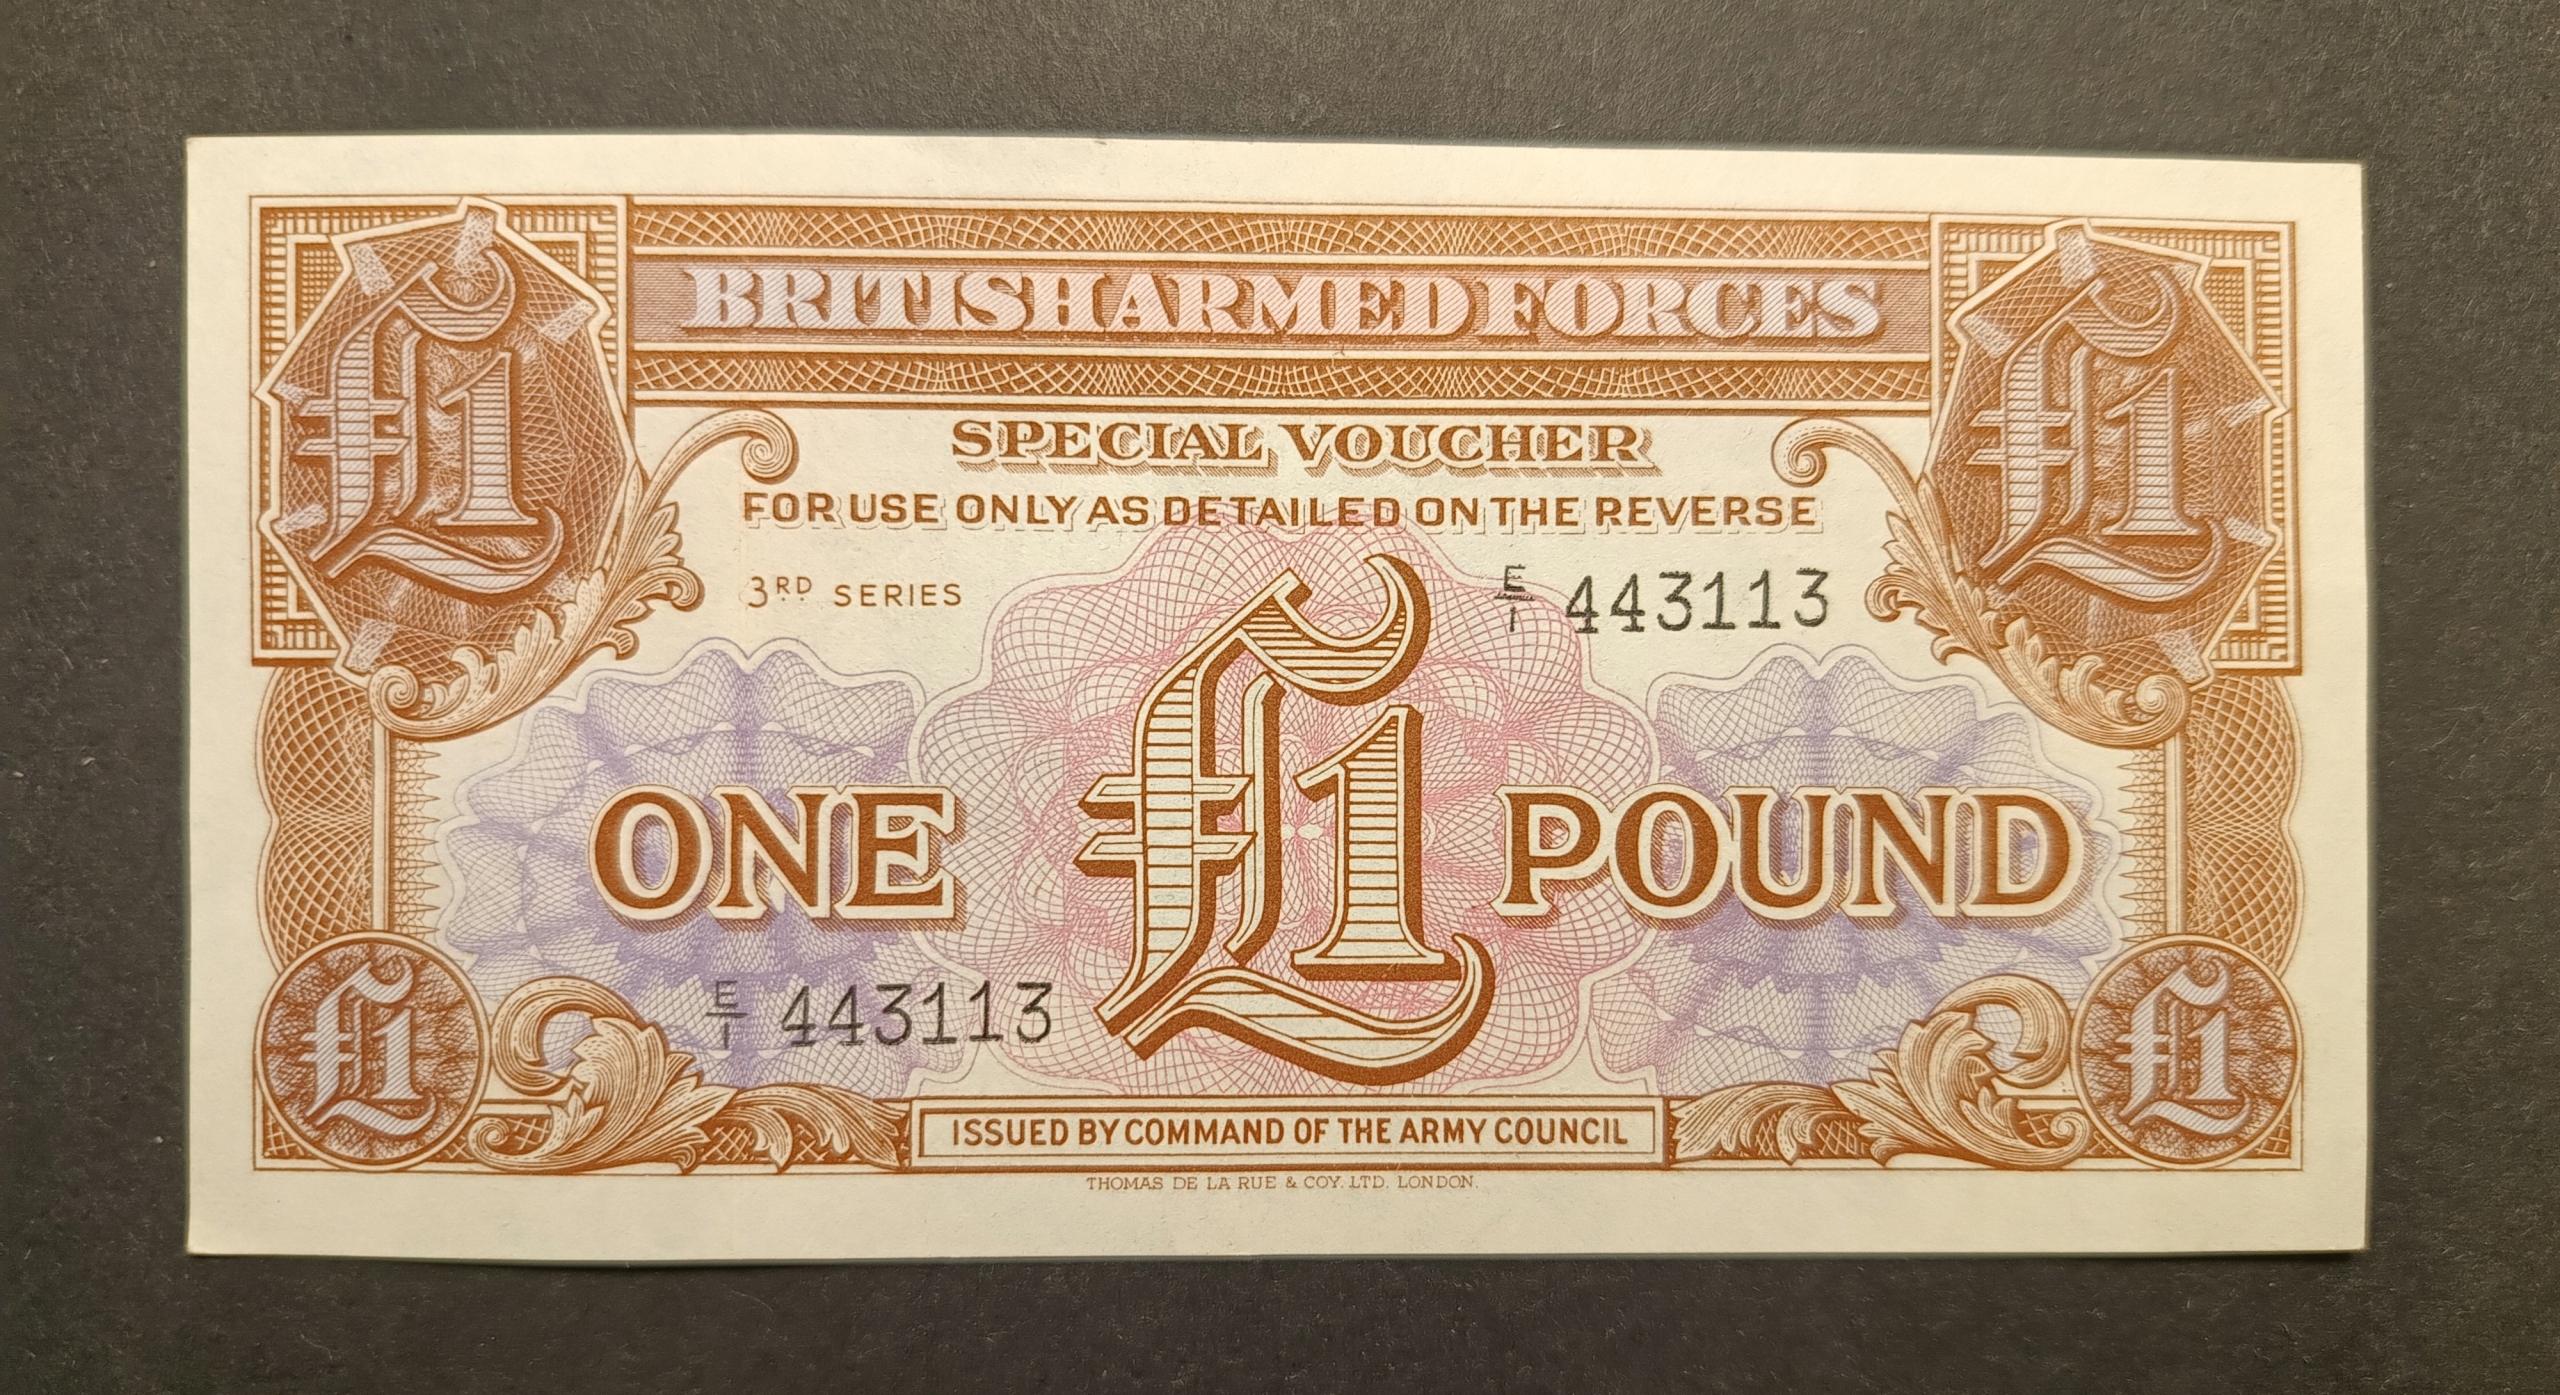 £1
£1
BRITISH ARMED FORCES
SPECIAL VOUCHER
FOR USE ONLY AS DETAILED ON THE REVERSE
3RD SERIES
E/1 443113
ONE £1 POUND
E/1 443113
£1
£1
ISSUED BY COMMAND OF THE ARMY COUNCIL
THOMAS DE LA RUE & COY. LTD. LONDON.